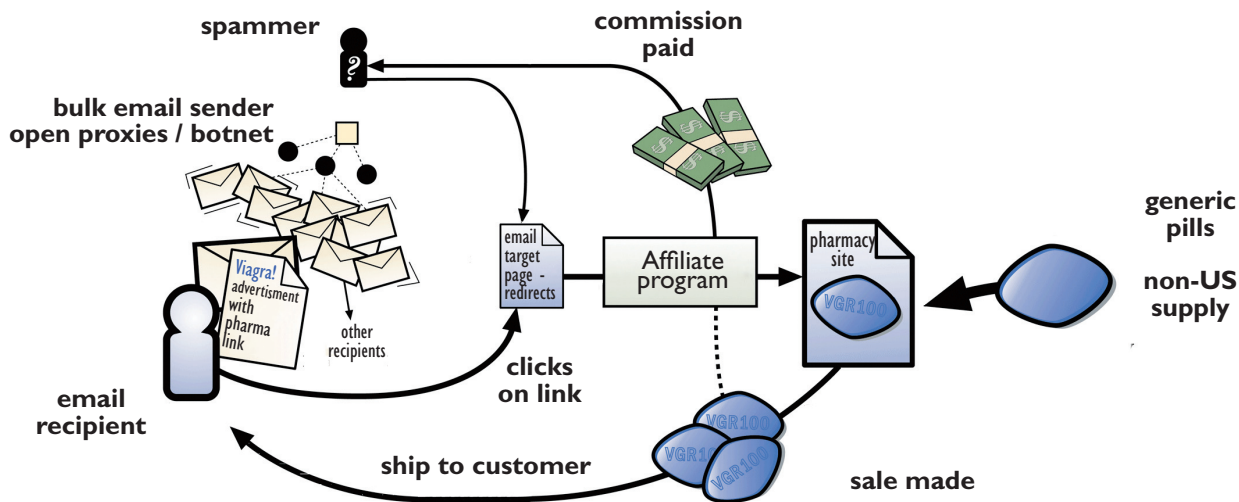 spammer
commission
paid
bulk email sender
open proxies / botnet
?
$
$
$
$
$
$
email
target
page -
redirects
Affiliate
program
pharmacy
site
VGR100
generic
pills
non-US
supply
Viagra!
advertisment
with
pharma
link
other
recipients
clicks
on link
email
recipient
VGR100
VGR100
VGR100
ship to customer
sale made